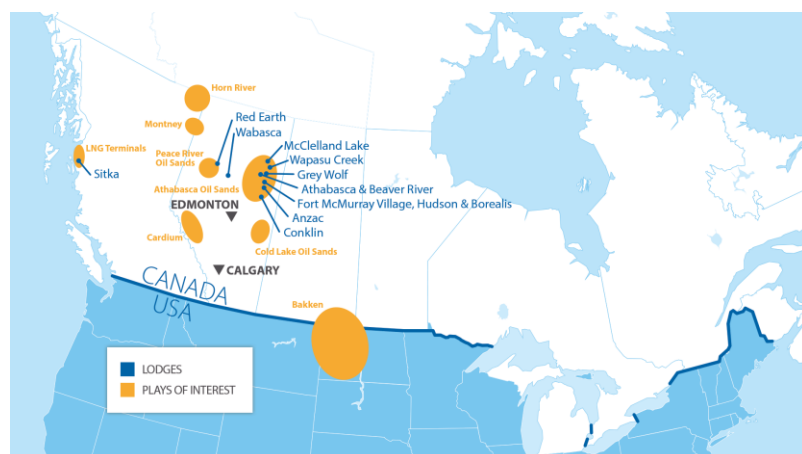 Horn River
Montney
Red Earth
Wabasca
LNG Terminals
Sitka
Peace River
Oil Sands
McClelland Lake
Wapasu Creek
Grey Wolf
Athabasca & Beaver River
Fort McMurray Village, Hudson & Borealis
Anzac
Conklin
Athabasca Oil Sands
EDMONTON
Cardium
Cold Lake Oil Sands
CALGARY
CANADA
USA
Bakken
LODGES
PLAYS OF INTEREST